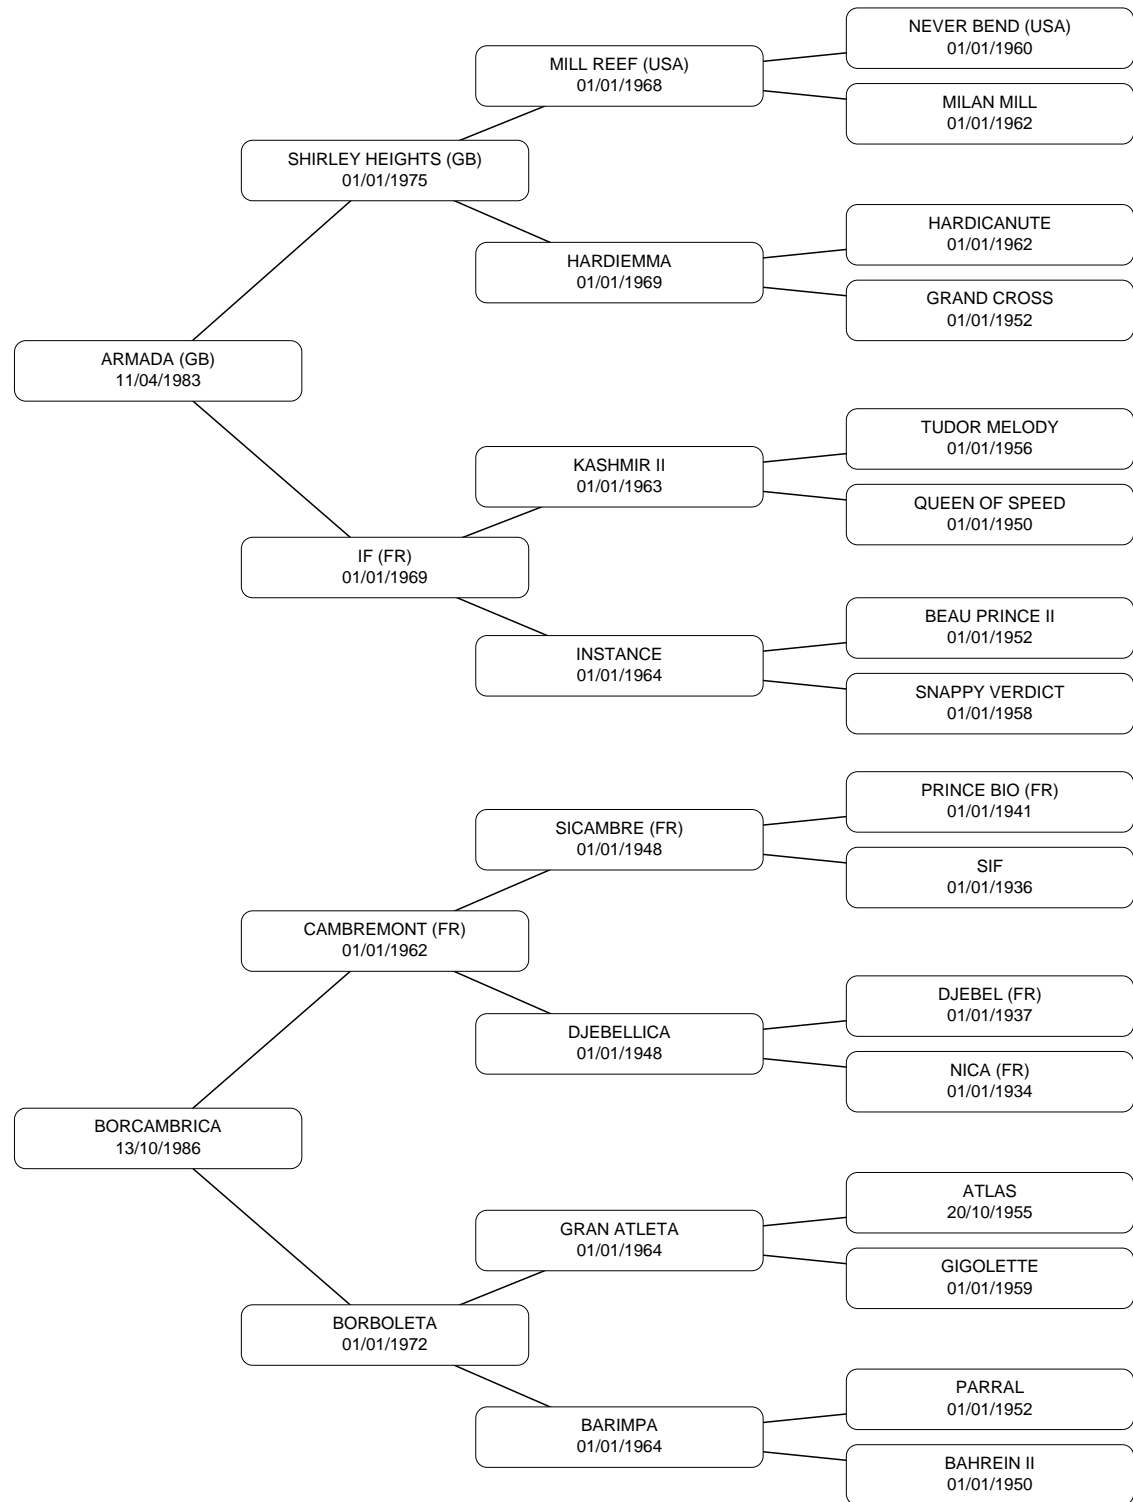 NEVER BEND (USA)
01/01/1960
MILL REEF (USA)
01/01/1968
MILAN MILL
01/01/1962
SHIRLEY HEIGHTS (GB)
01/01/1975
HARDICANUTE
01/01/1962
HARDIEMMA
01/01/1969
GRAND CROSS
01/01/1952
ARMADA (GB)
11/04/1983
TUDOR MELODY
01/01/1956
KASHMIR II
01/01/1963
QUEEN OF SPEED
01/01/1950
IF (FR)
01/01/1969
BEAU PRINCE II
01/01/1952
INSTANCE
01/01/1964
SNAPPY VERDICT
01/01/1958
PRINCE BIO (FR)
01/01/1941
SICAMBRE (FR)
01/01/1948
SIF
01/01/1936
CAMBREMONT (FR)
01/01/1962
DJEBEL (FR)
01/01/1937
DJEBELLICA
01/01/1948
NICA (FR)
01/01/1934
BORCAMBRICA
13/10/1986
ATLAS
20/10/1955
GRAN ATLETA
01/01/1964
GIGOLETTE
01/01/1959
BORBOLETA
01/01/1972
PARRAL
01/01/1952
BARIMPA
01/01/1964
BAHREIN II
01/01/1950